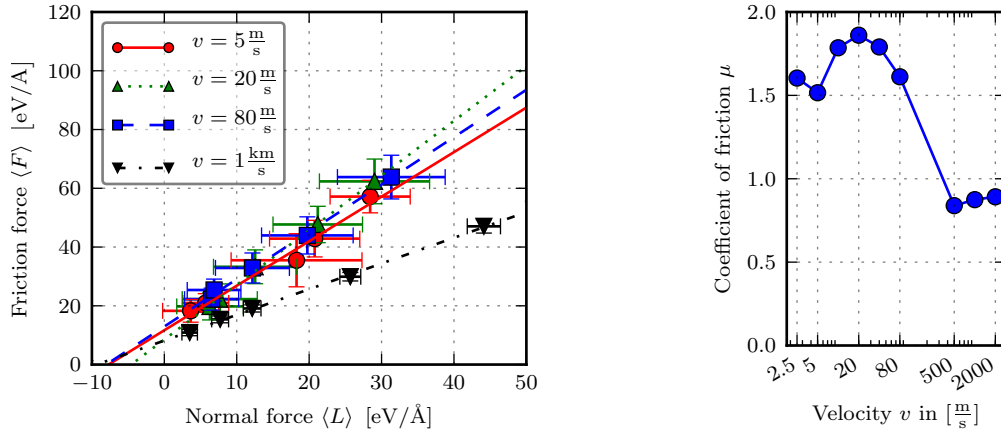 Friction force ⟨F⟩ [eV/A]
120
100
80
60
40
20
0
v = 5 m/s
v = 20 m/s
v = 80 m/s
v = 1 km/s
−10 0 10 20 30 40 50
Normal force ⟨L⟩ [eV/Å]
Coefficient of friction μ
2.0
1.5
1.0
0.5
0.0
2.5 5 20 80 500 2000
Velocity v in [m/s]